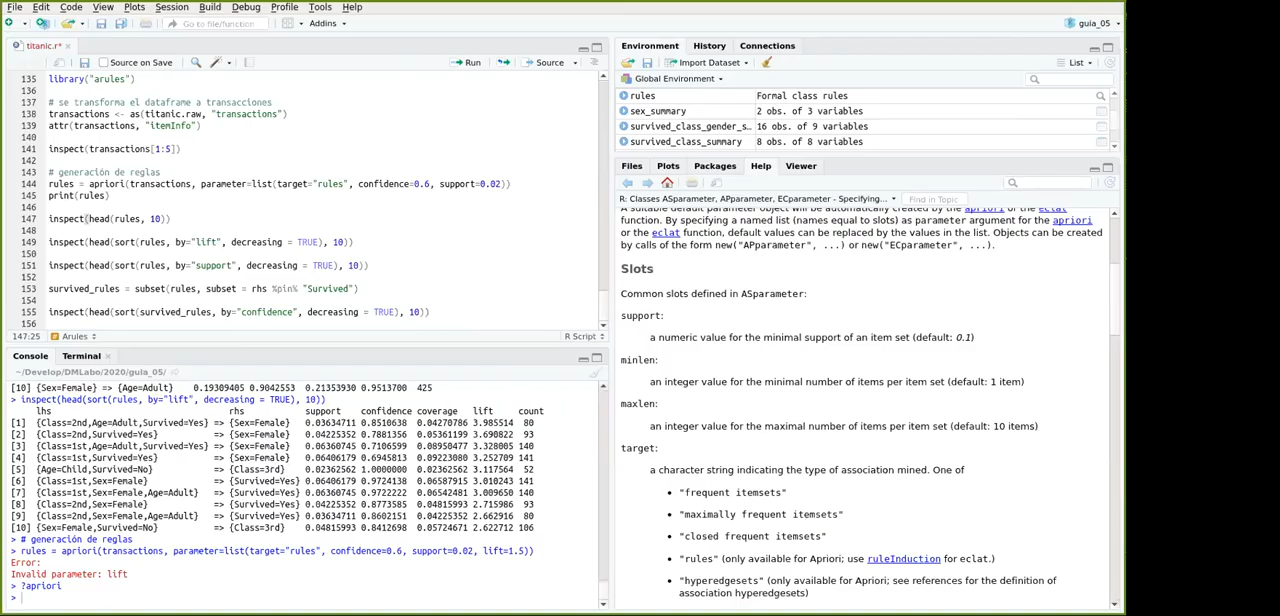 File Edit Code View Plots Session Build Debug Profile Tools Help
Go to file/function Addins guia_05
titanic.r*
Source on Save Run Source
135 library("arules")
136
137 # se transforma el dataframe a transacciones
138 transactions <- as(titanic.raw, "transactions")
139 attr(transactions, "itemInfo")
140
141 inspect(transactions[1:5])
142
143 # generación de reglas
144 rules = apriori(transactions, parameter=list(target="rules", confidence=0.6, support=0.02))
145 print(rules)
146
147 inspect(head(rules, 10))
148
149 inspect(head(sort(rules, by="lift", decreasing = TRUE), 10))
150
151 inspect(head(sort(rules, by="support", decreasing = TRUE), 10))
152
153 survived_rules = subset(rules, subset = rhs %pin% "Survived")
154
155 inspect(head(sort(survived_rules, by="confidence", decreasing = TRUE), 10))
156
147:25 Arules R Script
Console Terminal
~/Develop/DMLabo/2020/guia_05/
[10] {Sex=Female} => {Age=Adult} 0.19309405 0.9042553 0.21353930 0.9513700 425
> inspect(head(sort(rules, by="lift", decreasing = TRUE), 10))
lhs rhs support confidence coverage lift count
[1] {Class=2nd,Age=Adult,Survived=Yes} => {Sex=Female} 0.03634711 0.8510638 0.04270786 3.985514 80
[2] {Class=2nd,Survived=Yes} => {Sex=Female} 0.04225352 0.7881356 0.05361199 3.690822 93
[3] {Class=1st,Age=Adult,Survived=Yes} => {Sex=Female} 0.06360745 0.7106599 0.08950477 3.328005 140
[4] {Class=1st,Survived=Yes} => {Sex=Female} 0.06406179 0.6945813 0.09223080 3.252709 141
[5] {Age=Child,Survived=No} => {Class=3rd} 0.02362562 1.0000000 0.02362562 3.117564 52
[6] {Class=1st,Sex=Female} => {Survived=Yes} 0.06406179 0.9724138 0.06587915 3.010243 141
[7] {Class=1st,Sex=Female,Age=Adult} => {Survived=Yes} 0.06360745 0.9722222 0.06542481 3.009650 140
[8] {Class=2nd,Sex=Female} => {Survived=Yes} 0.04225352 0.8773585 0.04815993 2.715986 93
[9] {Class=2nd,Sex=Female,Age=Adult} => {Survived=Yes} 0.03634711 0.8602151 0.04225352 2.662916 80
[10] {Sex=Female,Survived=No} => {Class=3rd} 0.04815993 0.8412698 0.05724671 2.622712 106
> # generación de reglas
> rules = apriori(transactions, parameter=list(target="rules", confidence=0.6, support=0.02, lift=1.5))
Error:
Invalid parameter: lift
> ?apriori
>
Environment History Connections
Import Dataset List
Global Environment
rules Formal class rules
sex_summary 2 obs. of 3 variables
survived_class_gender_s… 16 obs. of 9 variables
survived_class_summary 8 obs. of 8 variables
Files Plots Packages Help Viewer
R: Classes ASparameter, APparameter, ECparameter - Specifying... Find in Topic
A suitable default parameter object will be automatically created by the apriori or the eclat
function. By specifying a named list (names equal to slots) as parameter argument for the apriori
or the eclat function, default values can be replaced by the values in the list. Objects can be created
by calls of the form new("APparameter", ...) or new("ECparameter", ...).
Slots
Common slots defined in ASparameter:
support:
a numeric value for the minimal support of an item set (default: 0.1)
minlen:
an integer value for the minimal number of items per item set (default: 1 item)
maxlen:
an integer value for the maximal number of items per item set (default: 10 items)
target:
a character string indicating the type of association mined. One of
• "frequent itemsets"
• "maximally frequent itemsets"
• "closed frequent itemsets"
• "rules" (only available for Apriori; use ruleInduction for eclat.)
• "hyperedgesets" (only available for Apriori; see references for the definition of
association hyperedgesets)